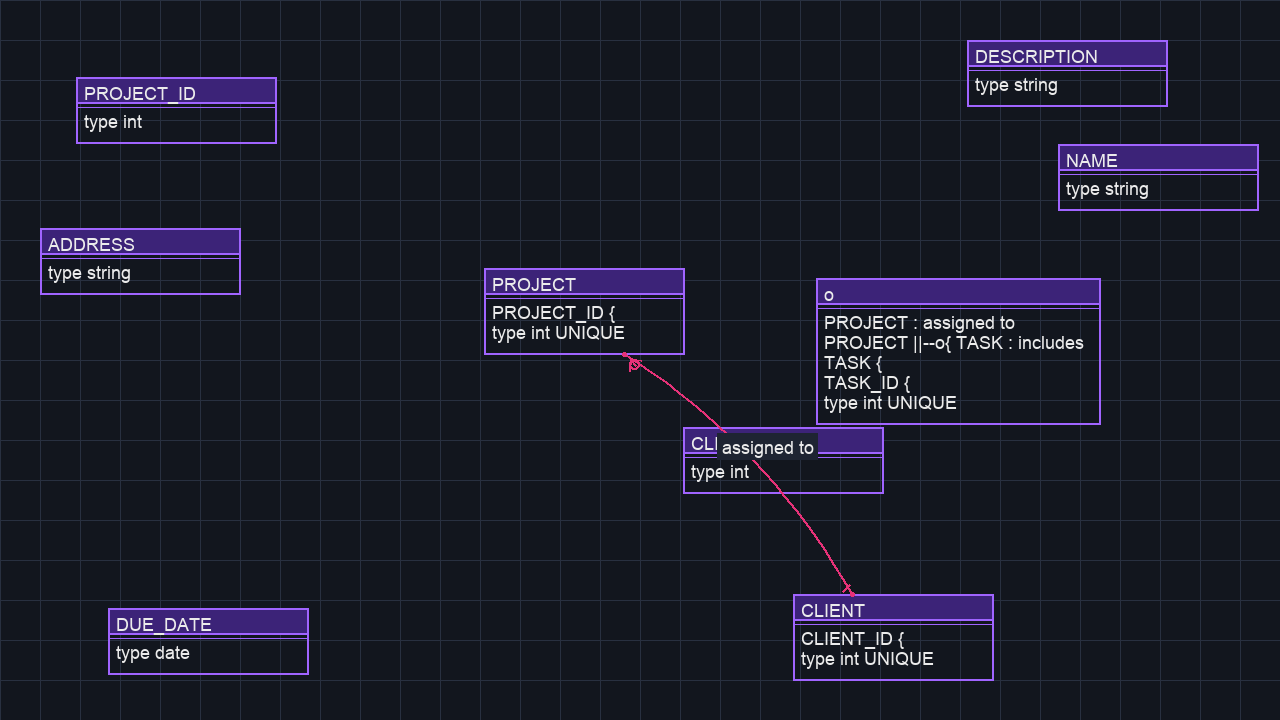 DESCRIPTION
type string
PROJECT_ID
type int
NAME
type string
ADDRESS
type string
PROJECT
PROJECT_ID {
type int UNIQUE
o
PROJECT : assigned to
PROJECT ||--o{ TASK : includes
TASK {
TASK_ID {
type int UNIQUE
assigned to
type int
CLIENT
CLIENT_ID {
type int UNIQUE
DUE_DATE
type date